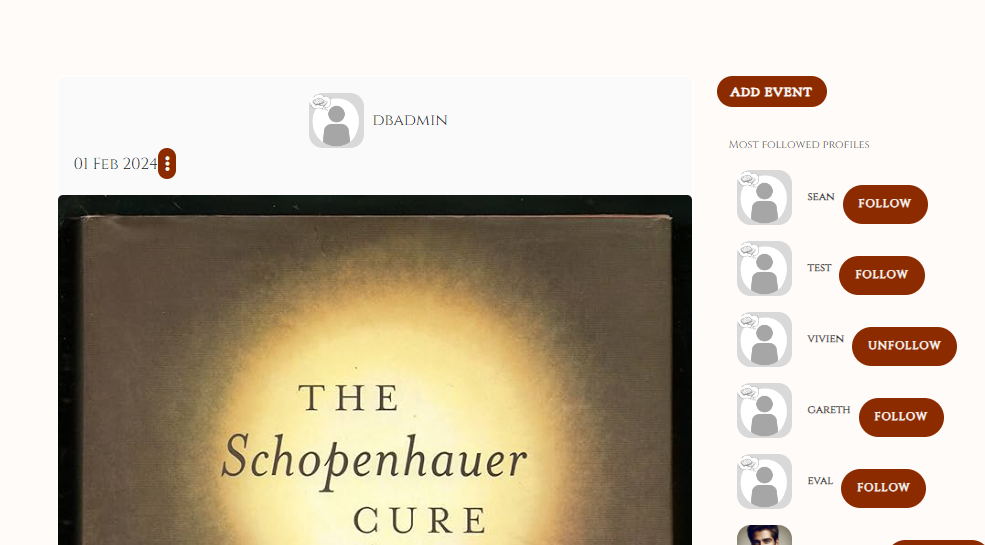 DBADMIN
01 Feb 2024
THE
Schopenhauer
CURE
ADD EVENT
Most followed profiles
SEAN FOLLOW
TEST FOLLOW
VIVIEN UNFOLLOW
GARETH FOLLOW
EVAL FOLLOW